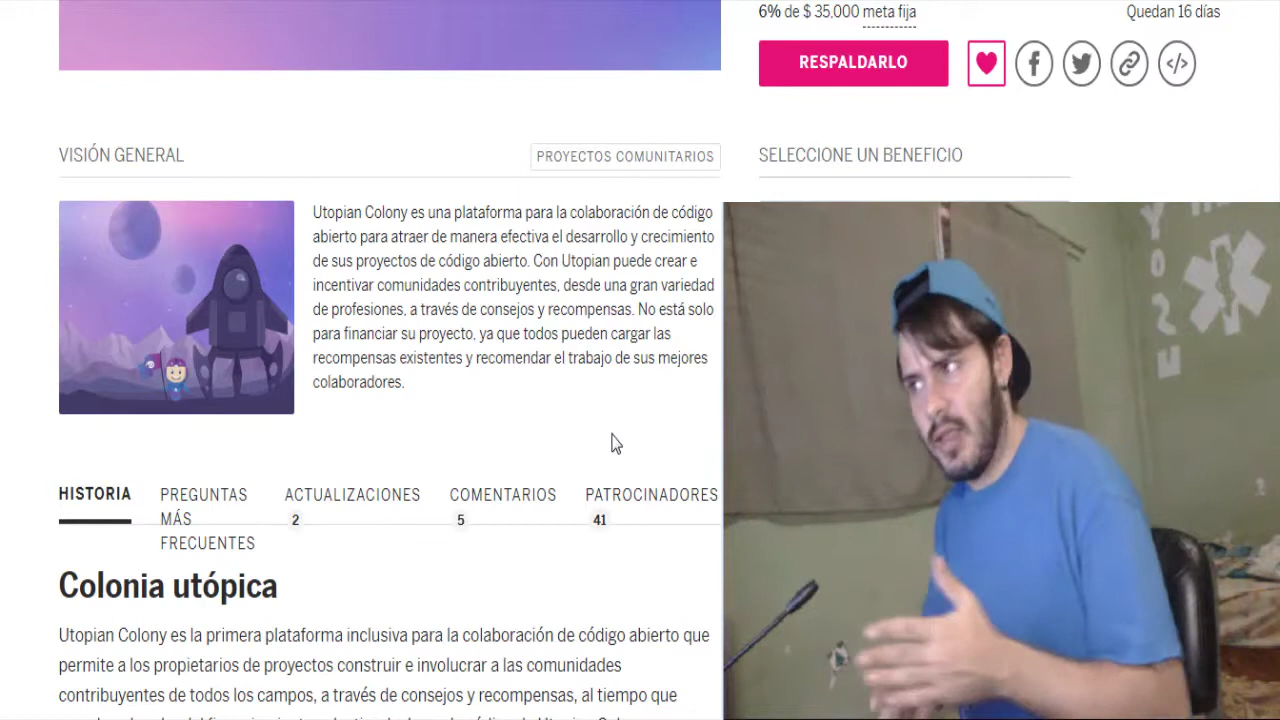 6% de $ 35,000 meta fija
Quedan 16 días
RESPALDARLO
VISIÓN GENERAL
PROYECTOS COMUNITARIOS
SELECCIONE UN BENEFICIO
Utopian Colony es una plataforma para la colaboración de código
abierto para atraer de manera efectiva el desarrollo y crecimiento
de sus proyectos de código abierto. Con Utopian puede crear e
incentivar comunidades contribuyentes, desde una gran variedad
de profesiones, a través de consejos y recompensas. No está solo
para financiar su proyecto, ya que todos pueden cargar las
recompensas existentes y recomendar el trabajo de sus mejores
colaboradores.
HISTORIA
PREGUNTAS
MÁS
FRECUENTES
ACTUALIZACIONES
2
COMENTARIOS
5
PATROCINADORES
41
Colonia utópica
Utopian Colony es la primera plataforma inclusiva para la colaboración de código abierto que
permite a los propietarios de proyectos construir e involucrar a las comunidades
contribuyentes de todos los campos, a través de consejos y recompensas, al tiempo que